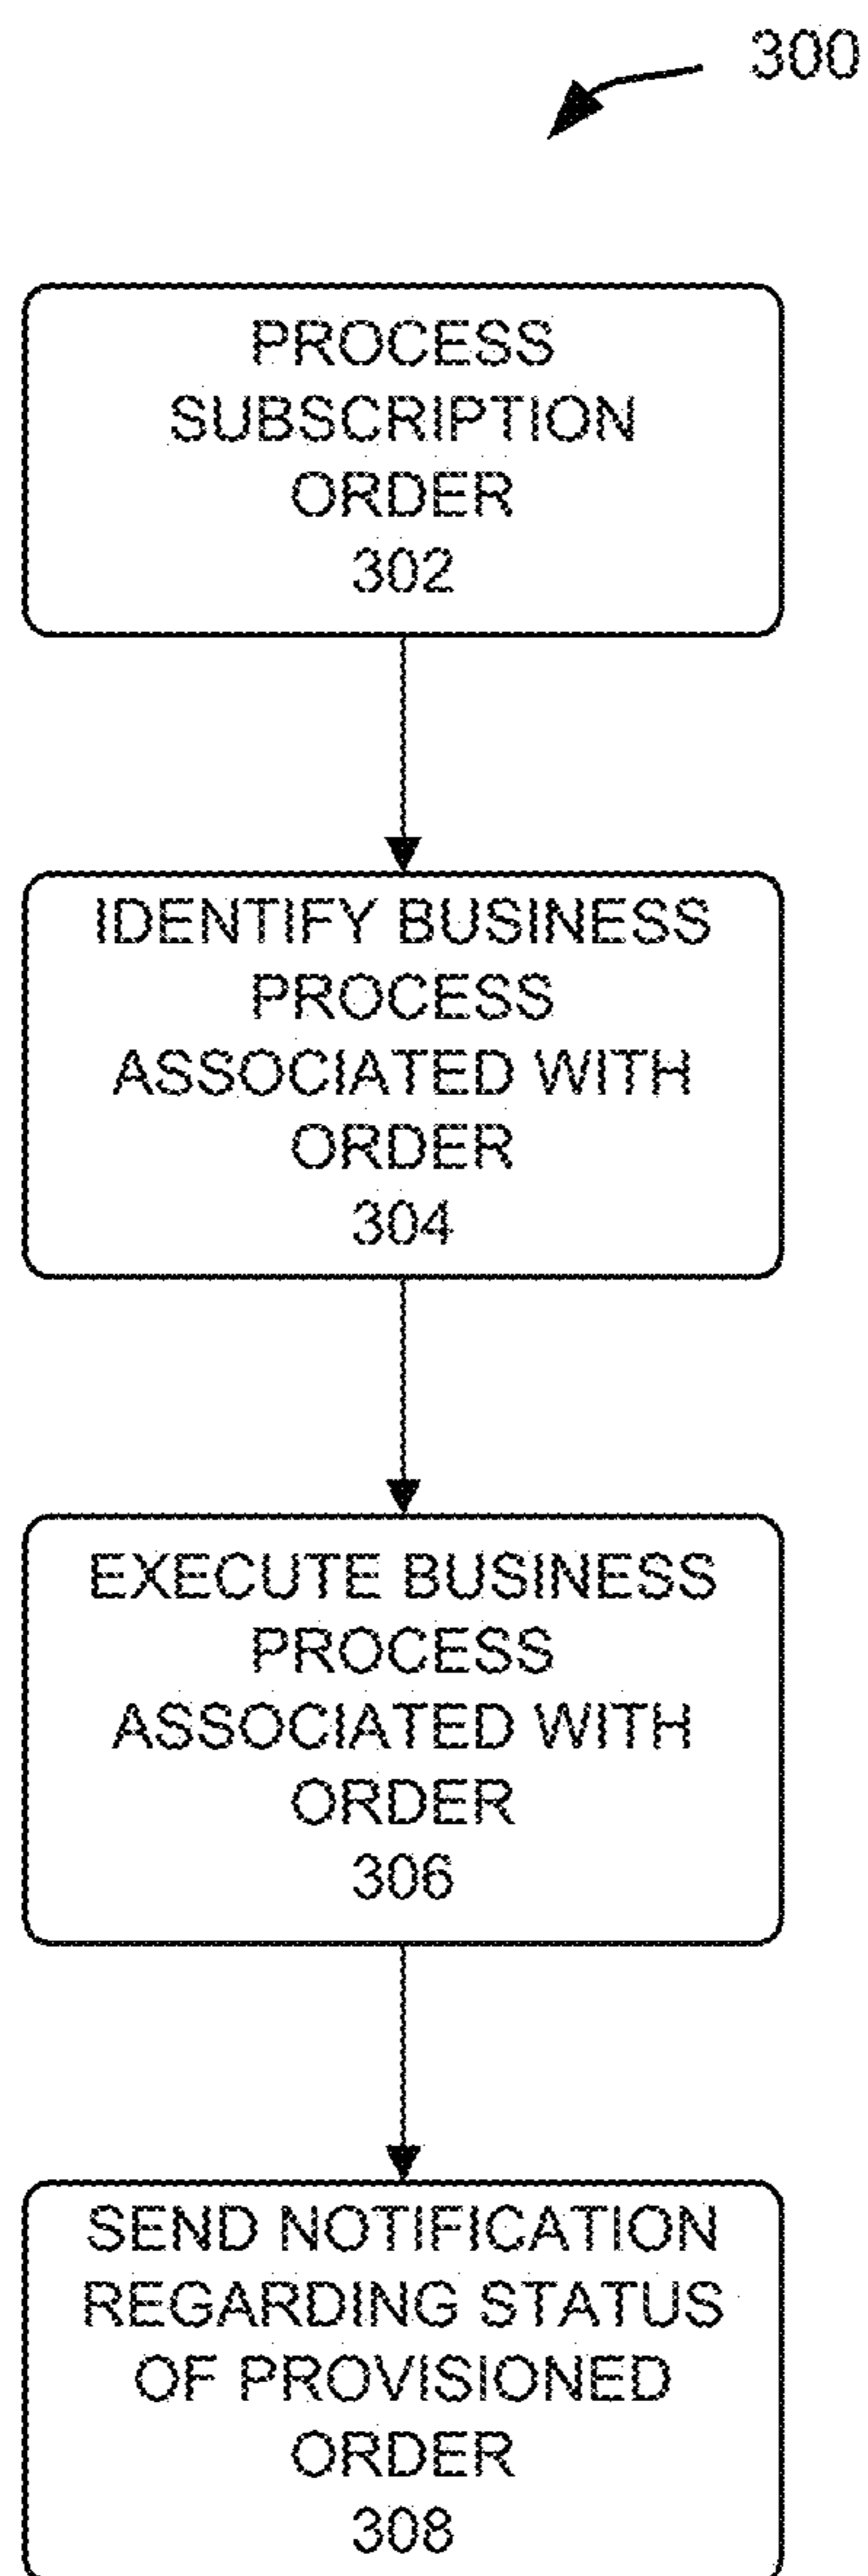 300
PROCESS
SUBSCRIPTION
ORDER
302
IDENTIFY BUSINESS
PROCESS
ASSOCIATED WITH
ORDER
304
EXECUTE BUSINESS
PROCESS
ASSOCIATED WITH
ORDER
306
SEND NOTIFICATION
REGARDING STATUS
OF PROVISIONED
ORDER
308